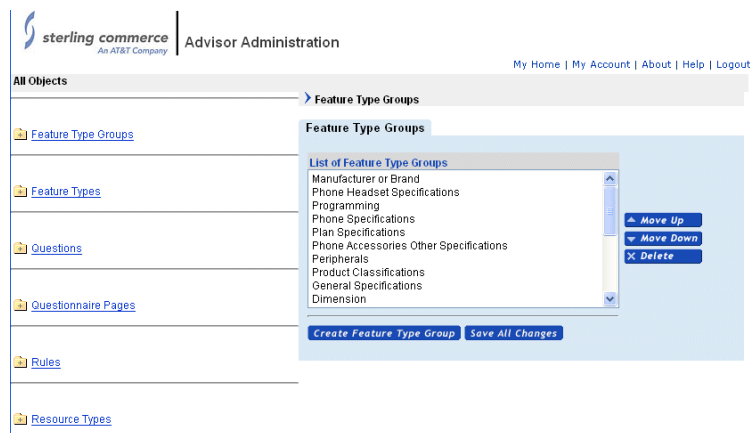 sterling commerce
An AT&T Company
Advisor Administration
My Home | My Account | About | Help | Logout
All Objects
Feature Type Groups
Feature Types
Questions
Questionnaire Pages
Rules
Resource Types
Feature Type Groups
Feature Type Groups
List of Feature Type Groups
Manufacturer or Brand
Phone Headset Specifications
Programming
Phone Specifications
Plan Specifications
Phone Accessories Other Specifications
Peripherals
Product Classifications
General Specifications
Dimension
Move Up
Move Down
X Delete
Create Feature Type Group
Save All Changes